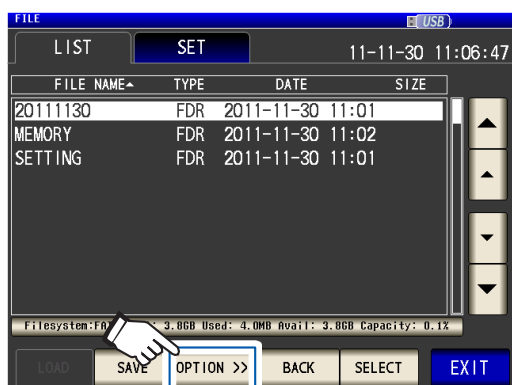 FILE
USB
LIST SET 11-11-30 11:06:47
FILE NAME▲ TYPE DATE SIZE
20111130 FDR 2011-11-30 11:01
MEMORY FDR 2011-11-30 11:02
SETTING FDR 2011-11-30 11:01
Filesystem: 3.8GB Used: 4.0MB Avail: 3.8GB Capacity: 0.1%
LOAD SAVE OPTION >> BACK SELECT EXIT